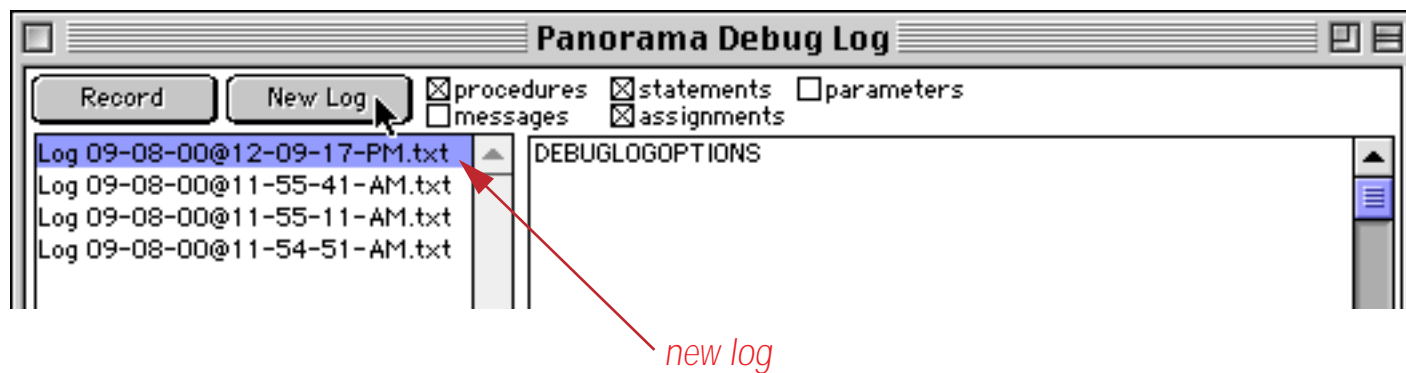 Panorama Debug Log
Record New Log procedures statements parameters
messages assignments
Log 09-08-00@12-09-17-PM.txt DEBUGLOGOPTIONS
Log 09-08-00@11-55-41-AM.txt
Log 09-08-00@11-55-11-AM.txt
Log 09-08-00@11-54-51-AM.txt
new log